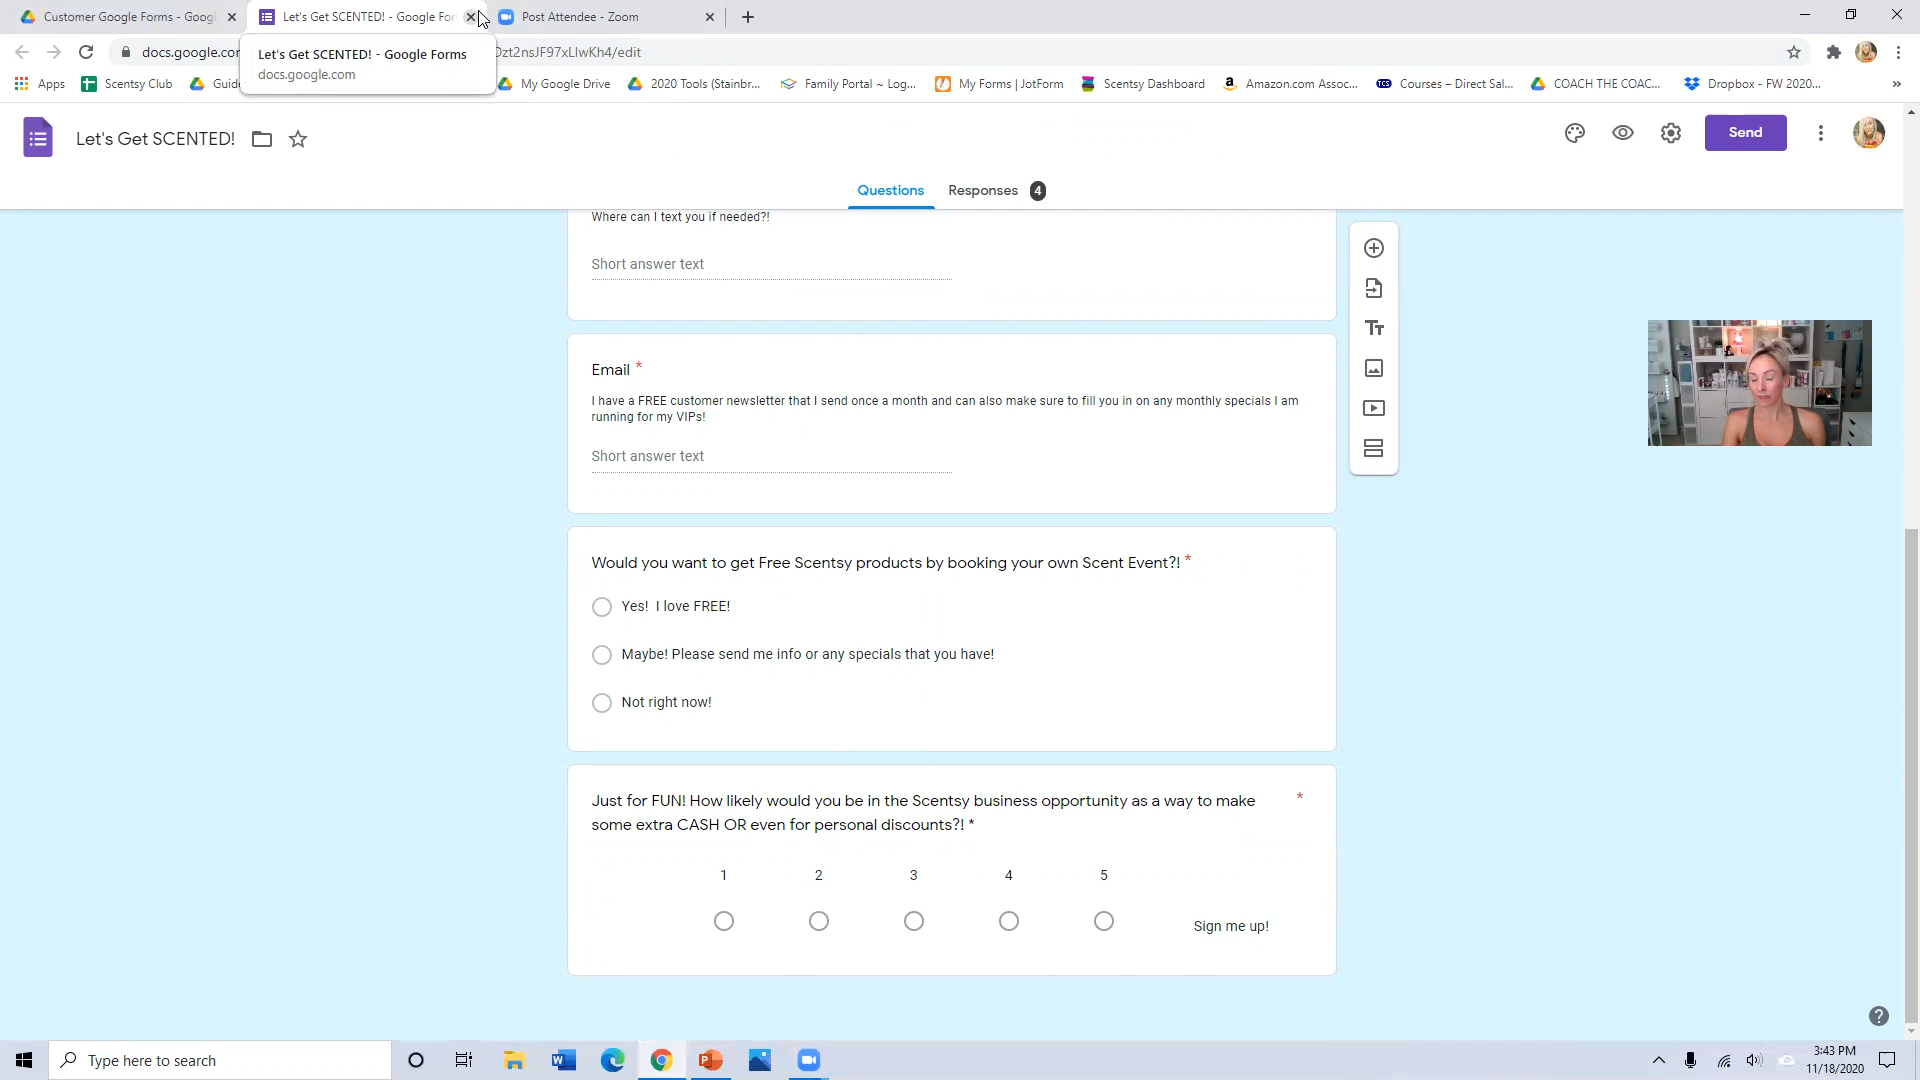 Customer Google Forms - Googl
Let's Get SCENTED! - Google For
Post Attendee - Zoom
docs.google.com
Ozt2nsJF97xLlwKh4/edit
Let's Get SCENTED! - Google Forms
docs.google.com
Apps
Scentsy Club
Guid
My Google Drive
2020 Tools (Stainbr...
Family Portal ~ Log...
My Forms | JotForm
Scentsy Dashboard
Amazon.com Assoc...
TCS
Courses – Direct Sal...
COACH THE COAC...
Dropbox - FW 2020...
Let's Get SCENTED!
Send
Questions
Responses 4
Where can I text you if needed?!
Short answer text
Email *
I have a FREE customer newsletter that I send once a month and can also make sure to fill you in on any monthly specials I am
running for my VIPs!
Short answer text
Would you want to get Free Scentsy products by booking your own Scent Event?! *
Yes! I love FREE!
Maybe! Please send me info or any specials that you have!
Not right now!
Just for FUN! How likely would you be in the Scentsy business opportunity as a way to make *
some extra CASH OR even for personal discounts?! *
1 2 3 4 5
Sign me up!
Type here to search
3:43 PM
11/18/2020